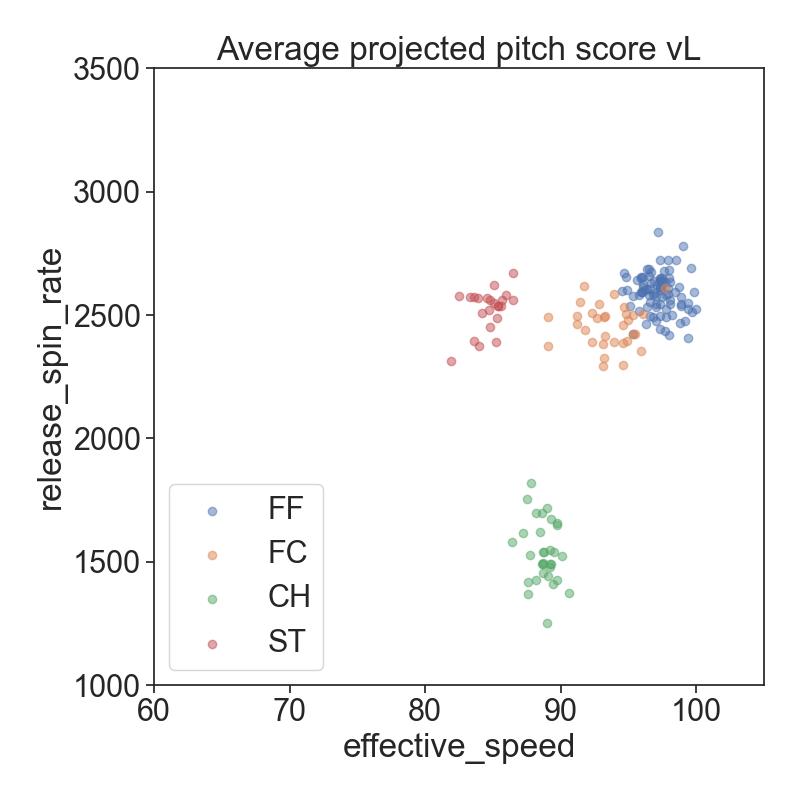 Average projected pitch score vL
3500
3000
2500
2000
1500
1000
release_spin_rate
FF
FC
CH
ST
60
70
80
90
100
effective_speed